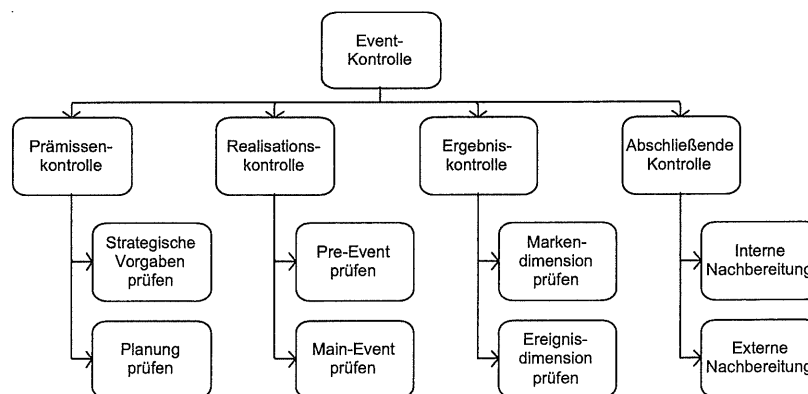 Event-
Kontrolle
Prämissen-
kontrolle
Realisations-
kontrolle
Ergebnis-
kontrolle
Abschließende
Kontrolle
Strategische
Vorgaben
prüfen
Pre-Event
prüfen
Marken-
dimension
prüfen
Interne
Nachbereitung
Planung
prüfen
Main-Event
prüfen
Ereignis-
dimension
prüfen
Externe
Nachbereitung